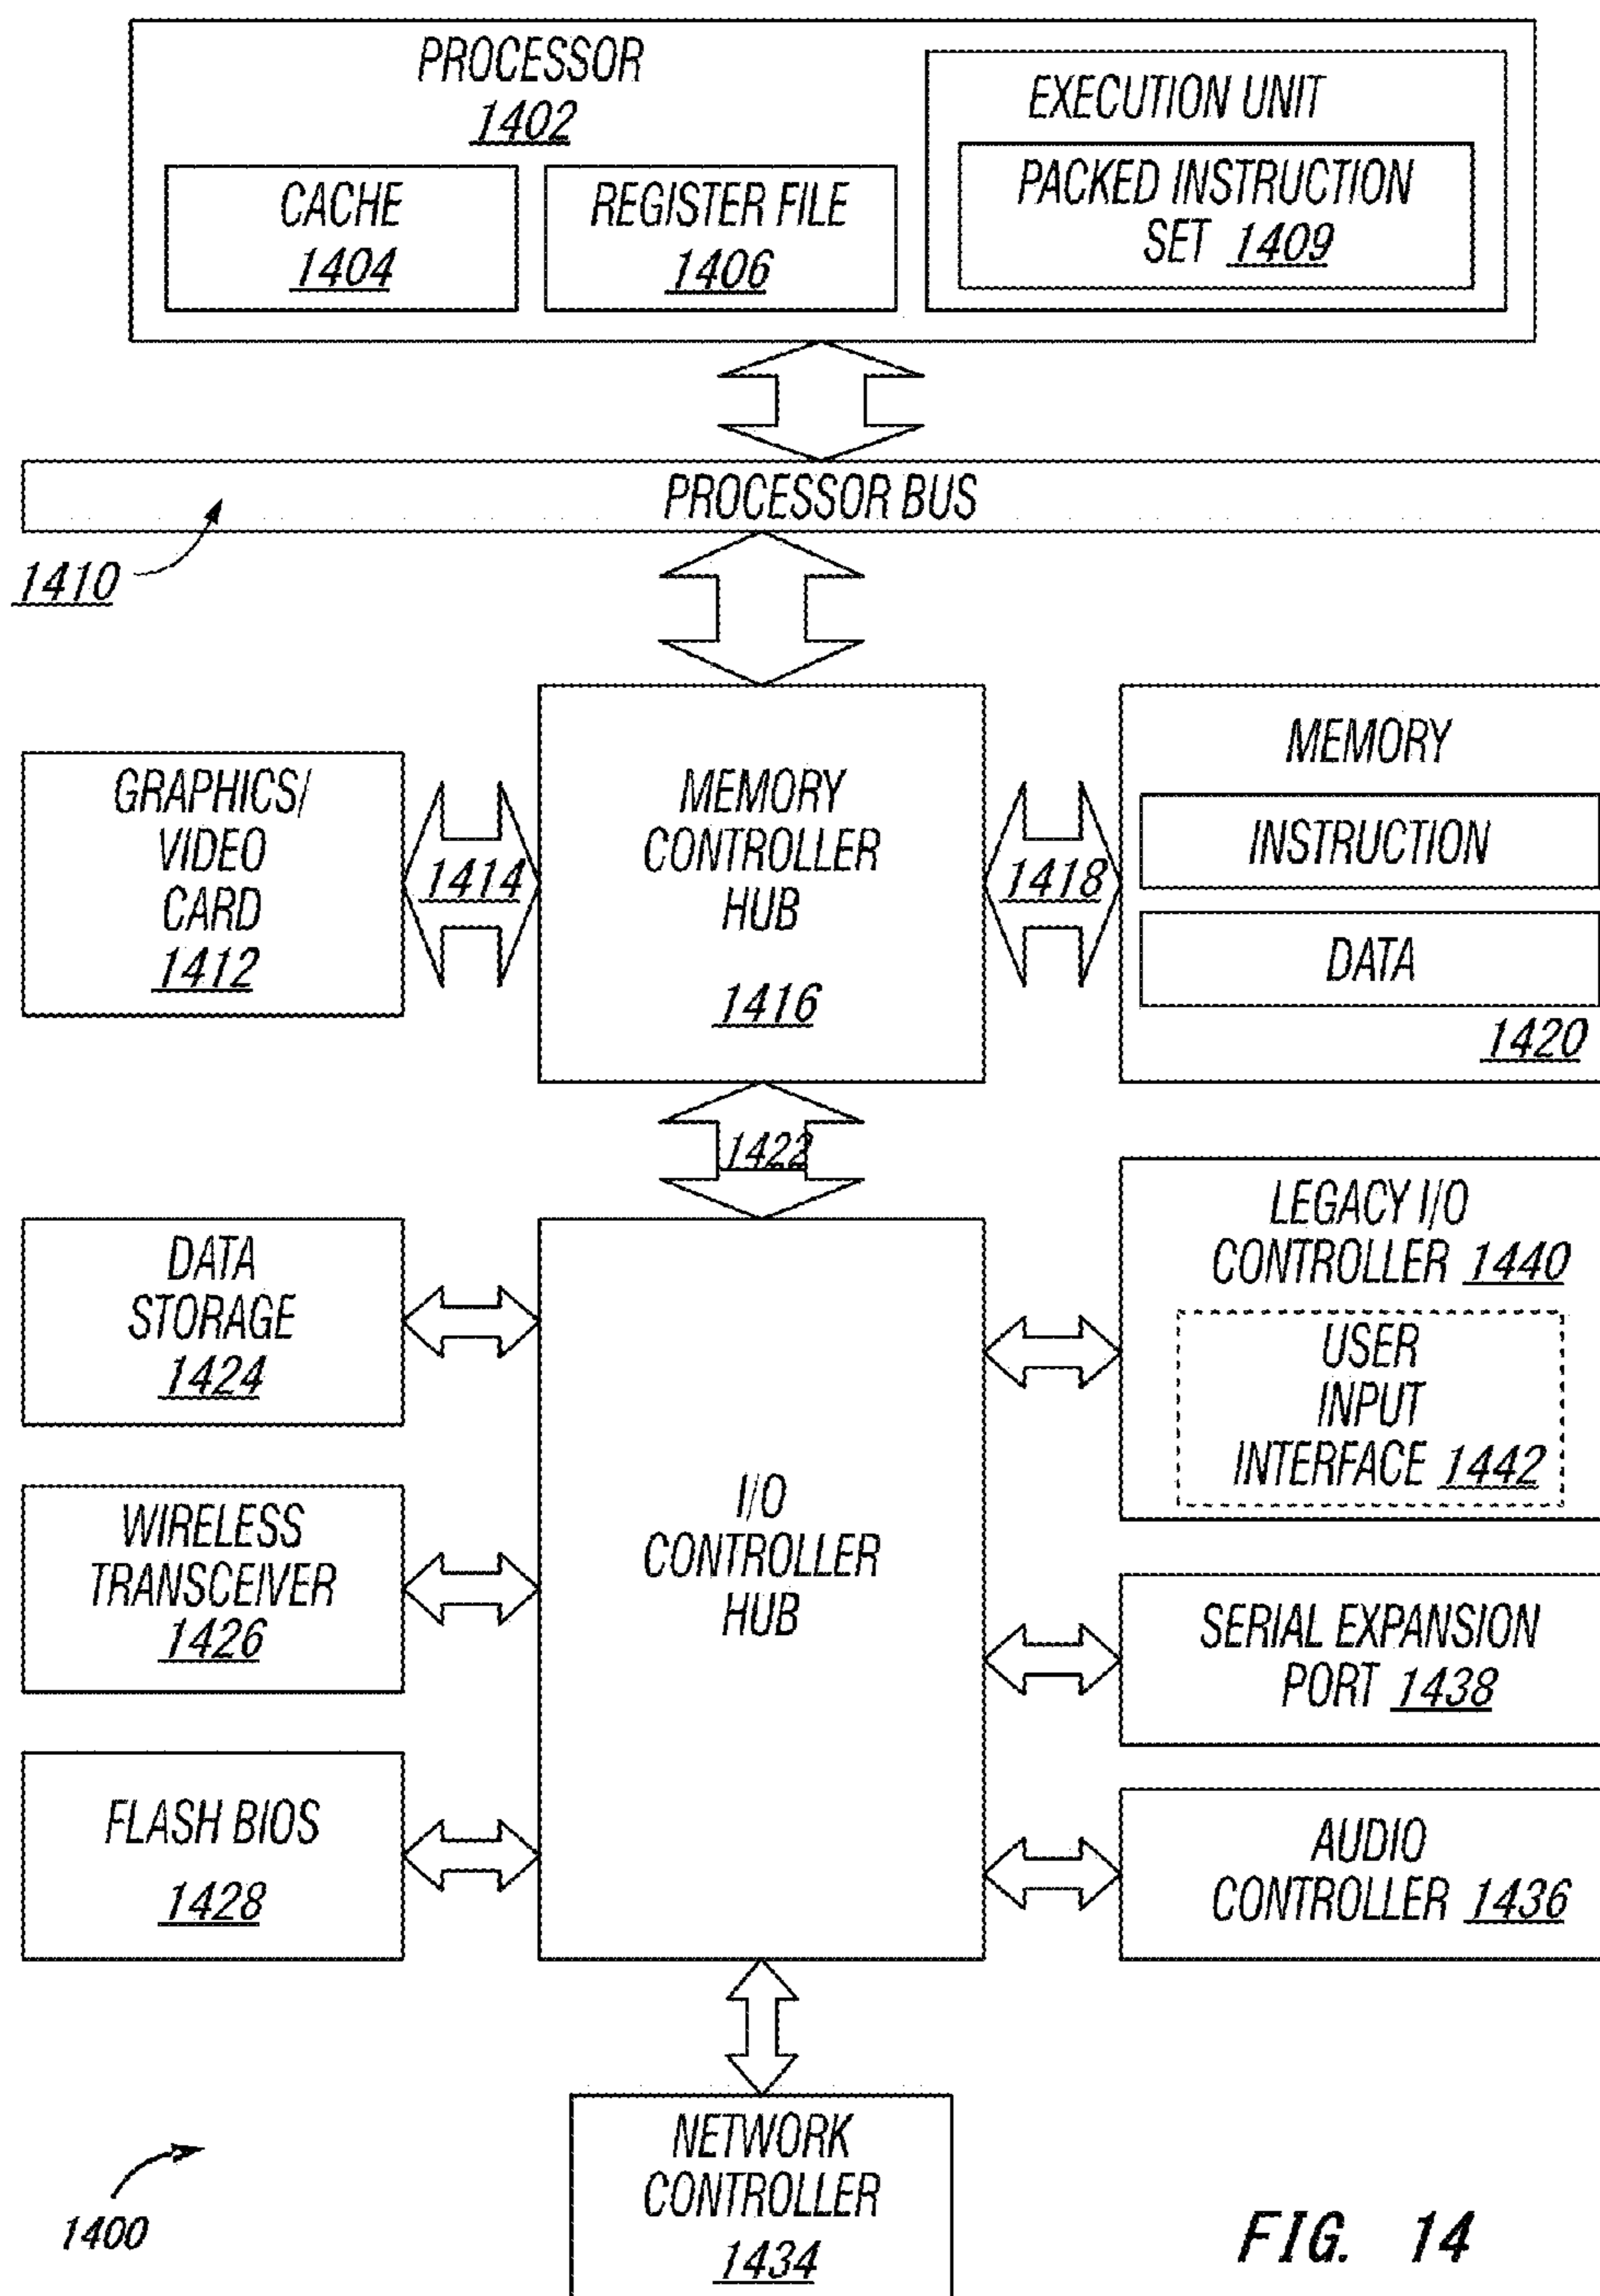 PROCESSOR
1402
CACHE
1404
REGISTER FILE
1406
EXECUTION UNIT
PACKED INSTRUCTION
SET 1409
PROCESSOR BUS
1410
GRAPHICS/
VIDEO
CARD
1412
1414
MEMORY
CONTROLLER
HUB
1416
1418
MEMORY
INSTRUCTION
DATA
1420
1422
DATA
STORAGE
1424
WIRELESS
TRANSCEIVER
1426
FLASH BIOS
1428
I/O
CONTROLLER
HUB
LEGACY I/O
CONTROLLER 1440
USER
INPUT
INTERFACE 1442
SERIAL EXPANSION
PORT 1438
AUDIO
CONTROLLER 1436
NETWORK
CONTROLLER
1434
1400
FIG. 14